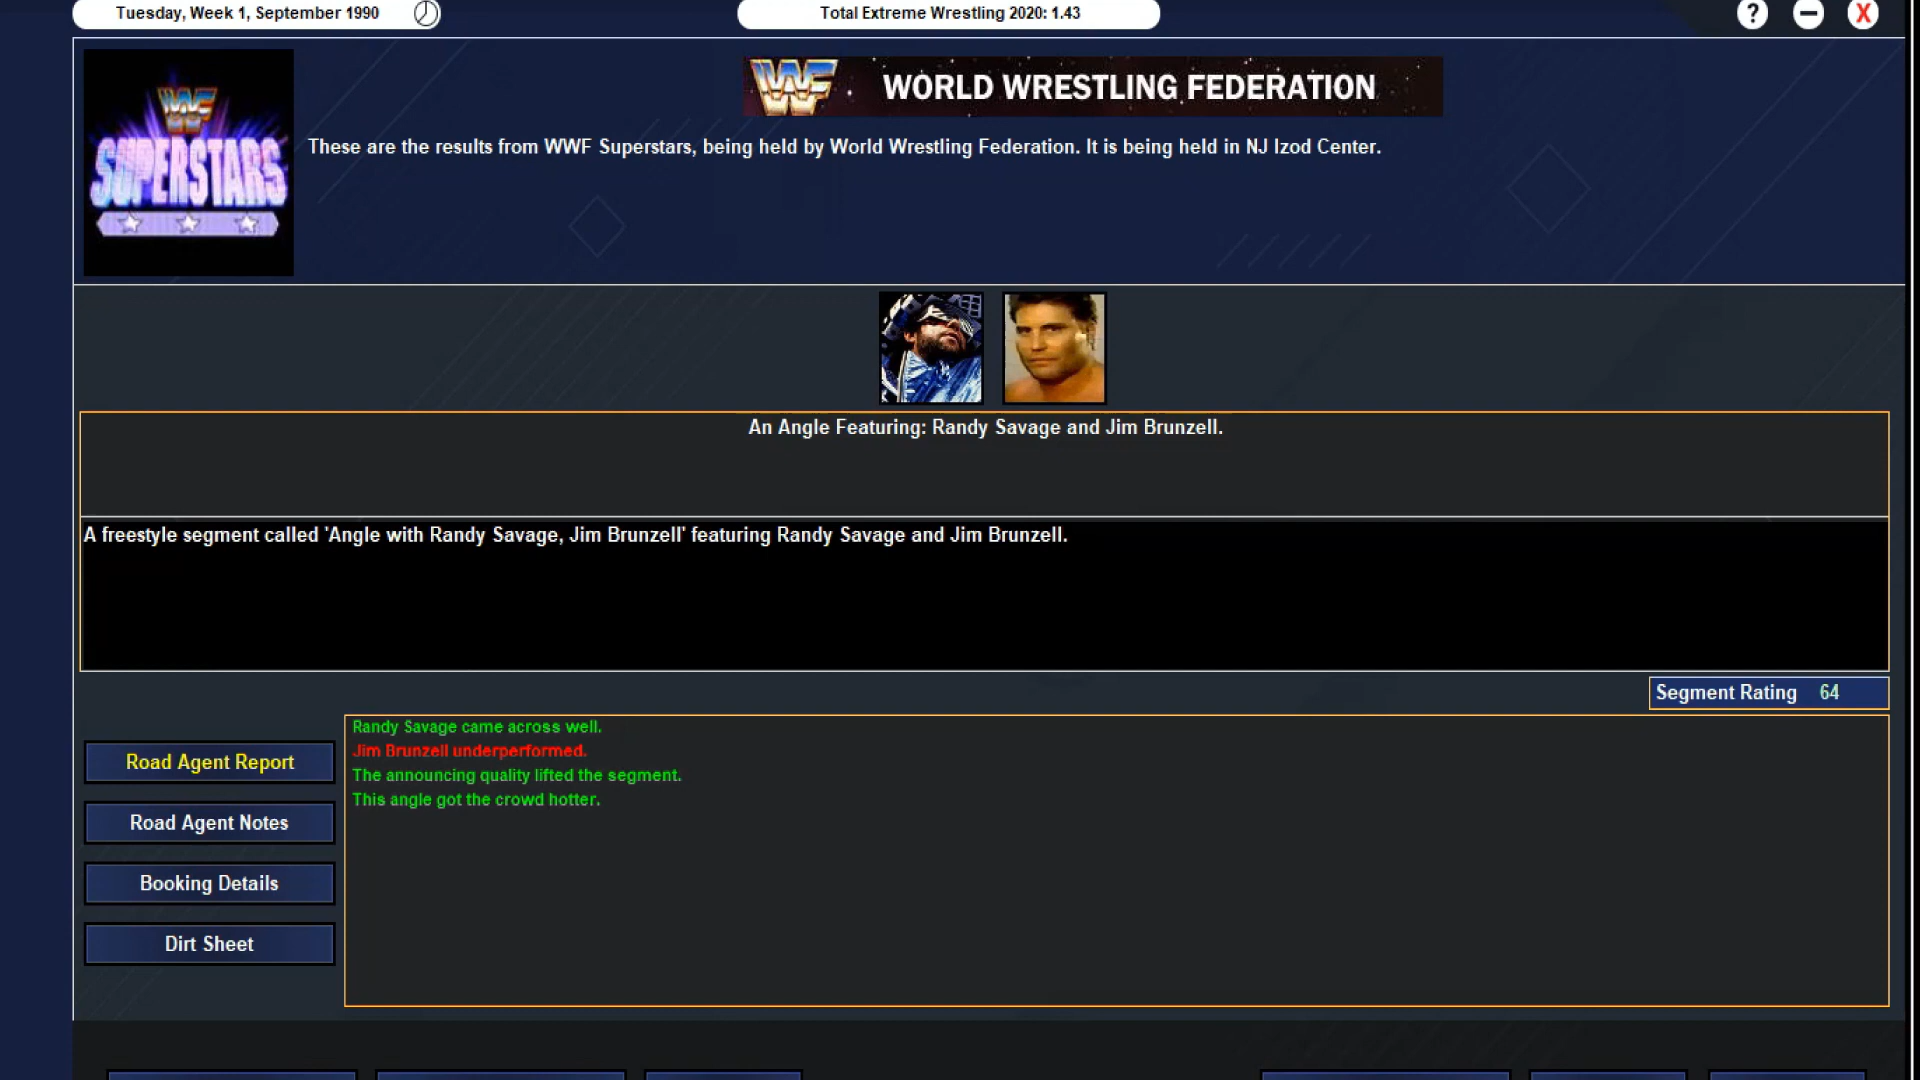 Tuesday, Week 1, September 1990
Total Extreme Wrestling 2020: 1.43
?
X
WWF
SUPERSTARS
WWF
WORLD WRESTLING FEDERATION
These are the results from WWF Superstars, being held by World Wrestling Federation. It is being held in NJ Izod Center.
An Angle Featuring: Randy Savage and Jim Brunzell.
A freestyle segment called 'Angle with Randy Savage, Jim Brunzell' featuring Randy Savage and Jim Brunzell.
Segment Rating 64
Road Agent Report
Road Agent Notes
Booking Details
Dirt Sheet
Randy Savage came across well.
Jim Brunzell underperformed.
The announcing quality lifted the segment.
This angle got the crowd hotter.